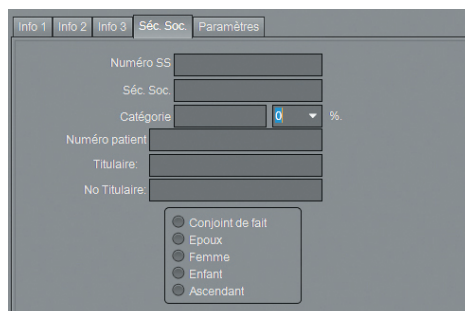 Info 1 Info 2 Info 3 Séc. Soc. Paramètres
Numéro SS
Séc. Soc.
Catégorie 0 %.
Numéro patient
Titulaire:
No Titulaire:
Conjoint de fait
Epoux
Femme
Enfant
Ascendant